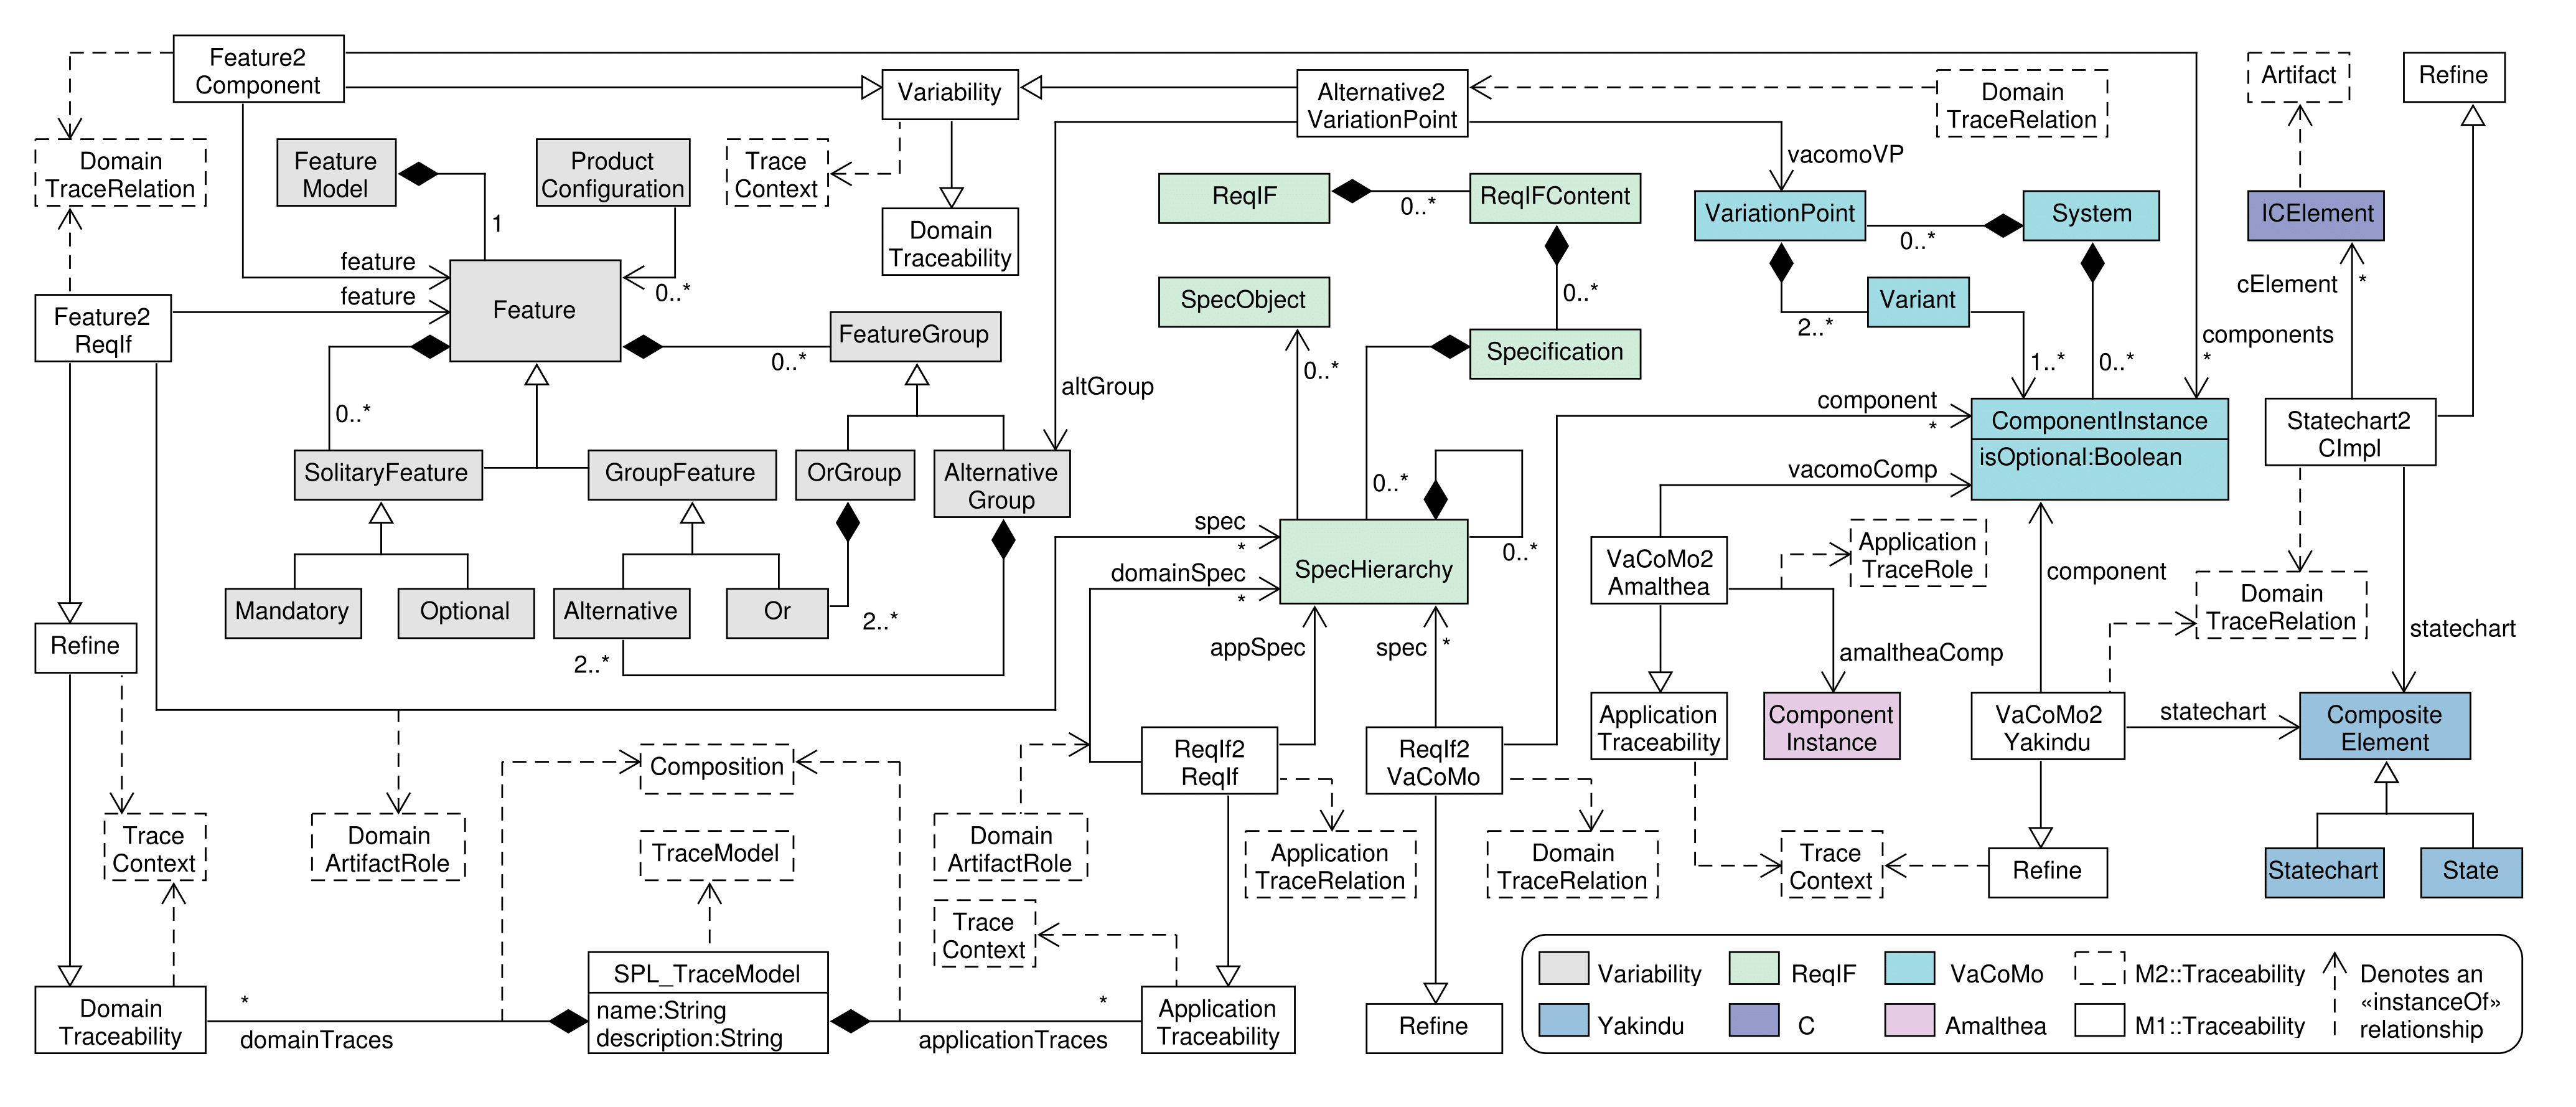 Feature2
Component
Variability
Alternative2
VariationPoint
Domain
TraceRelation
Artifact
Refine
Domain
TraceRelation
Feature
Model
Product
Configuration
Trace
Context
vacomoVP
1
ReqIF
0..*
ReqIFContent
VariationPoint
0..*
System
ICElement
Domain
Traceability
feature
feature
0..*
Feature2
ReqIf
Feature
FeatureGroup
0..*
SpecObject
0..*
0..*
Specification
Variant
2..*
cElement
*
components
*
1..*
0..*
0..*
altGroup
component
*
ComponentInstance
isOptional:Boolean
Statechart2
CImpl
SolitaryFeature
GroupFeature
OrGroup
Alternative
Group
vacomoComp
0..*
spec
*
domainSpec
*
SpecHierarchy
0..*
VaCoMo2
Amalthea
Application
TraceRole
component
Domain
TraceRelation
statechart
Mandatory
Optional
Alternative
Or
2..*
2..*
Refine
appSpec
spec
*
amaltheaComp
Application
Traceability
Component
Instance
VaCoMo2
Yakindu
statechart
Composite
Element
Composition
ReqIf2
ReqIf
ReqIf2
VaCoMo
Trace
Context
Domain
ArtifactRole
TraceModel
Domain
ArtifactRole
Application
TraceRelation
Domain
TraceRelation
Trace
Context
Refine
Statechart
State
Trace
Context
Domain
Traceability
*
domainTraces
SPL_TraceModel
name:String
description:String
*
applicationTraces
Application
Traceability
Refine
Variability
ReqIF
VaCoMo
M2::Traceability
Yakindu
C
Amalthea
M1::Traceability
Denotes an
«instanceOf»
relationship